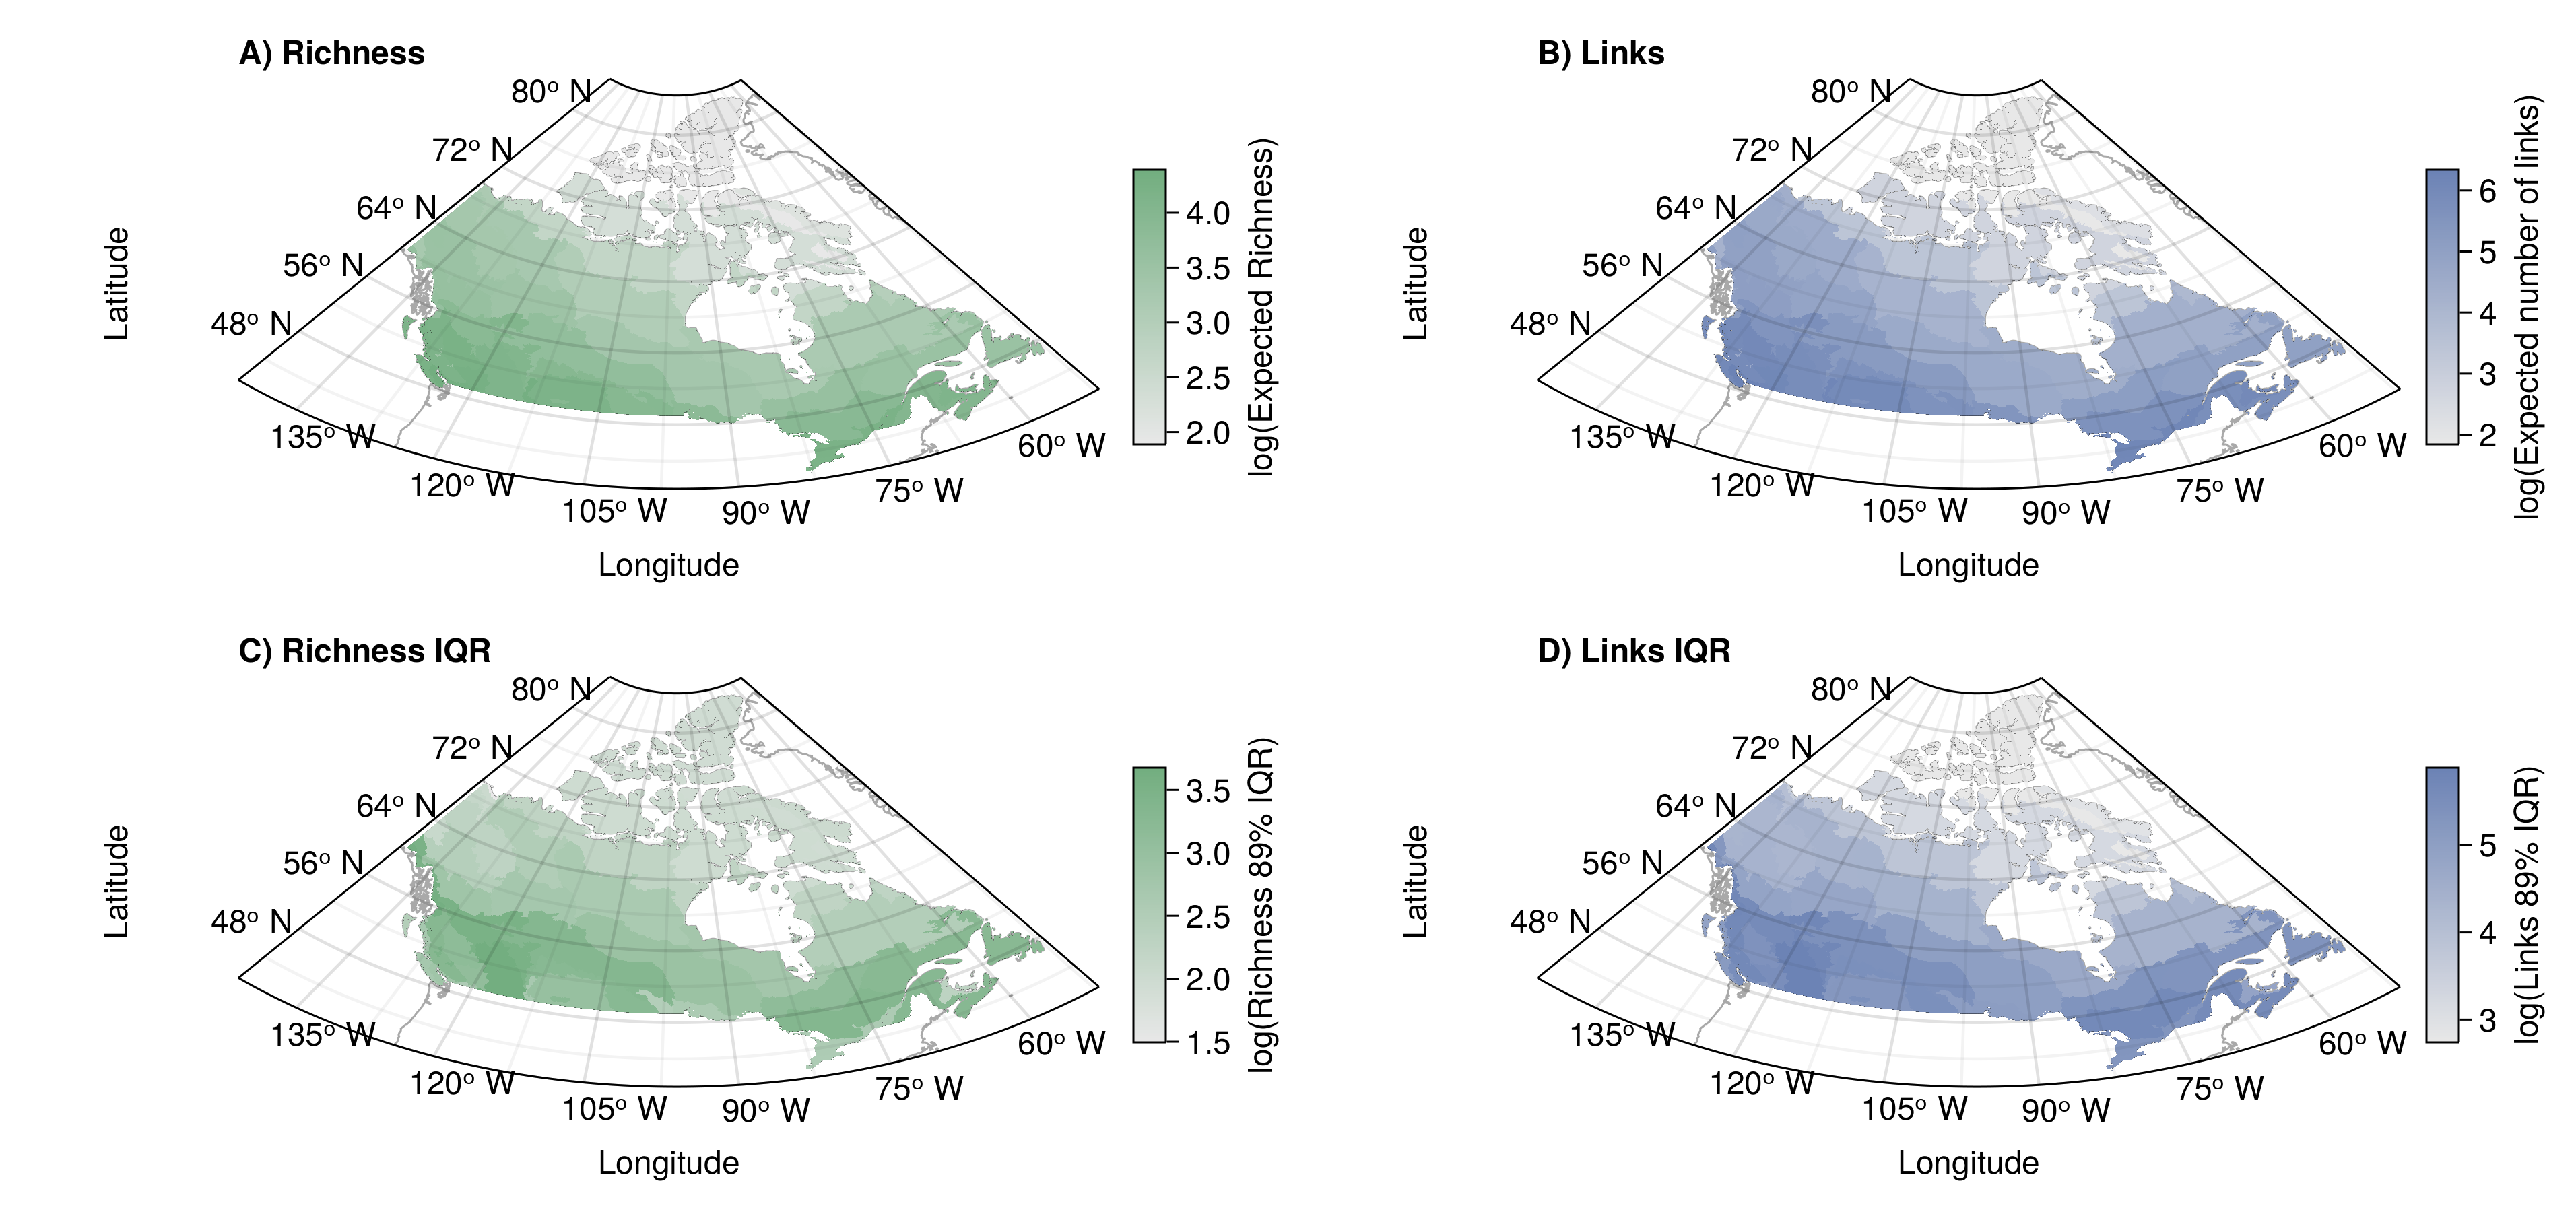 A) Richness
80° N
72° N
64° N
56° N
48° N
135° W
120° W
105° W
90° W
75° W
60° W
Latitude
Longitude
4.0
3.5
3.0
2.5
2.0
log(Expected Richness)
B) Links
80° N
72° N
64° N
56° N
48° N
135° W
120° W
105° W
90° W
75° W
60° W
Latitude
Longitude
6
5
4
3
2
log(Expected number of links)
C) Richness IQR
80° N
72° N
64° N
56° N
48° N
135° W
120° W
105° W
90° W
75° W
60° W
Latitude
Longitude
3.5
3.0
2.5
2.0
1.5
log(Richness 89% IQR)
D) Links IQR
80° N
72° N
64° N
56° N
48° N
135° W
120° W
105° W
90° W
75° W
60° W
Latitude
Longitude
5
4
3
log(Links 89% IQR)